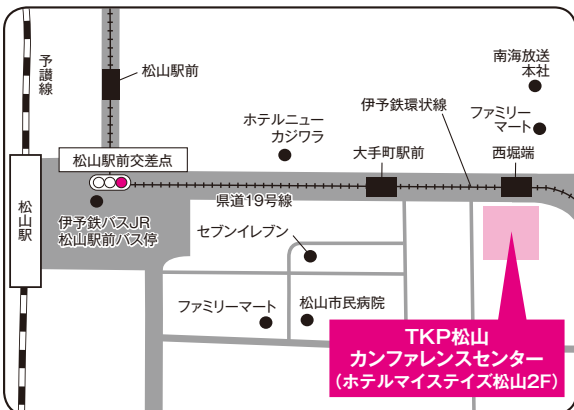 予讃線
松山駅前
南海放送
本社
伊予鉄環状線
ファミリー
マート
ホテルニュー
カジワラ
松山駅前交差点
大手町駅前
西堀端
松山駅
県道19号線
伊予鉄バスJR
松山駅前バス停
セブンイレブン
ファミリーマート
松山市民病院
TKP松山
カンファレンスセンター
(ホテルマイステイズ松山2F)